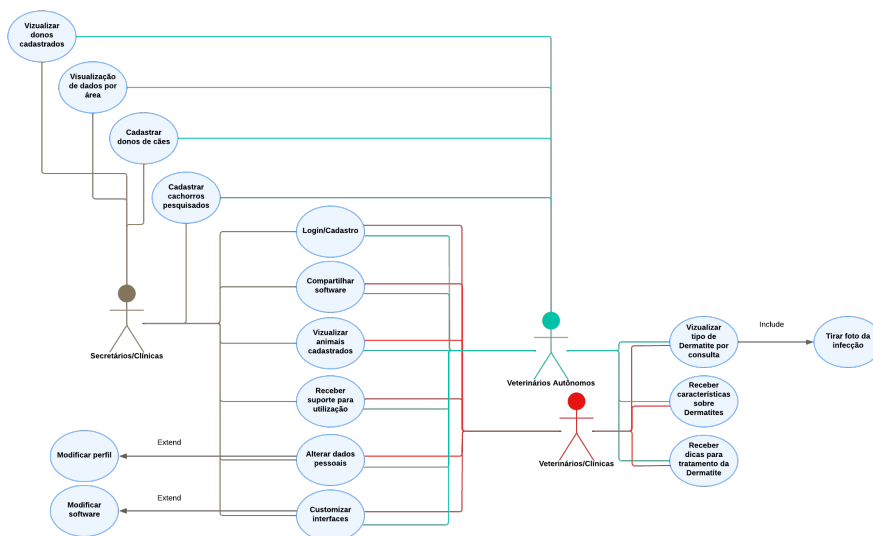 Vizualizar
donos
cadastrados
Visualização
de dados por
área
Cadastrar
donos de cães
Cadastrar
cachorros
pesquisados
Login/Cadastro
Compartilhar
software
Vizualizar
animais
cadastrados
Receber
suporte para
utilização
Alterar dados
pessoais
Customizar
interfaces
Secretários/Clínicas
Extend
Modificar perfil
Extend
Modificar
software
Veterinários Autônomos
Veterinários/Clínicas
Vizualizar
tipo de
Dermatite por
consulta
Include
Tirar foto da
infecção
Receber
características
sobre
Dermatites
Receber
dicas para
tratamento da
Dermatite